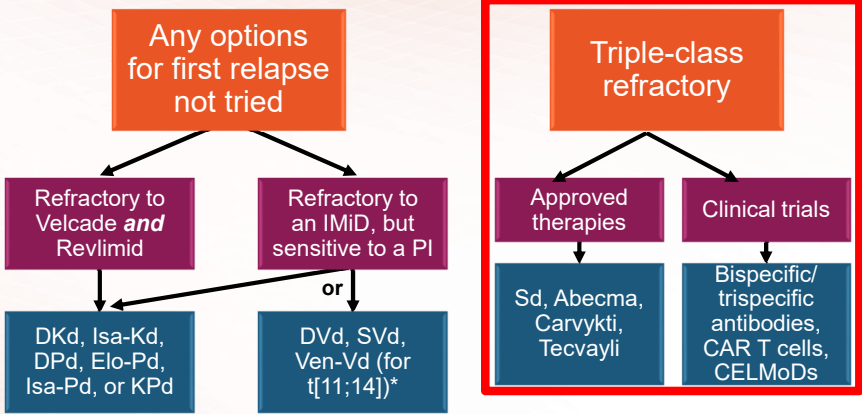 Any options
for first relapse
not tried
Triple-class
refractory
Refractory to
Velcade and
Revlimid
Refractory to
an IMiD, but
sensitive to a PI
Approved
therapies
Clinical trials
or
DKd, Isa-Kd,
DPd, Elo-Pd,
Isa-Pd, or KPd
DVd, SVd,
Ven-Vd (for
t[11;14])*
Sd, Abecma,
Carvykti,
Tecvayli
Bispecific/
trispecific
antibodies,
CAR T cells,
CELMoDs